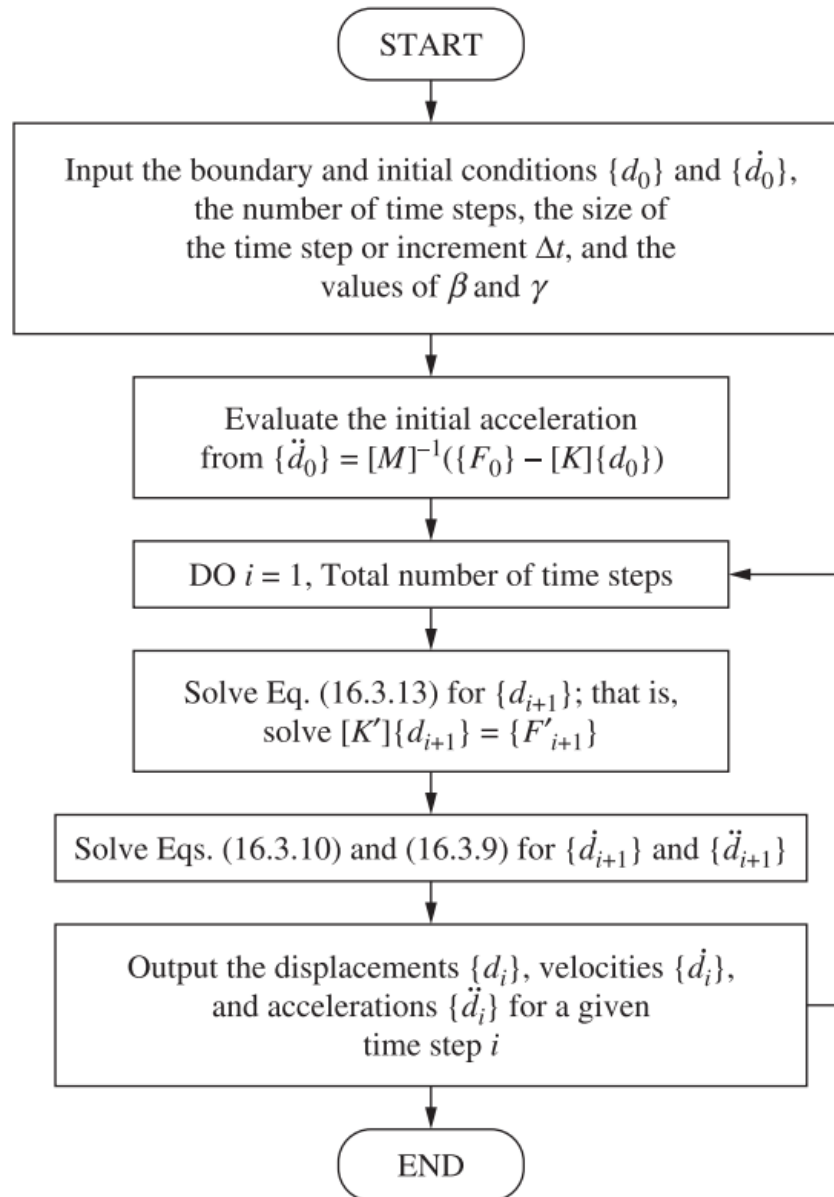 START
Input the boundary and initial conditions {d₀} and {ḋ₀},
the number of time steps, the size of
the time step or increment Δt, and the
values of β and γ
Evaluate the initial acceleration
from {d̈₀} = [M]⁻¹({F₀} − [K]{d₀})
DO i = 1, Total number of time steps
Solve Eq. (16.3.13) for {dᵢ₊₁}; that is,
solve [K′]{dᵢ₊₁} = {F′ᵢ₊₁}
Solve Eqs. (16.3.10) and (16.3.9) for {ḋᵢ₊₁} and {d̈ᵢ₊₁}
Output the displacements {dᵢ}, velocities {ḋᵢ},
and accelerations {d̈ᵢ} for a given
time step i
END